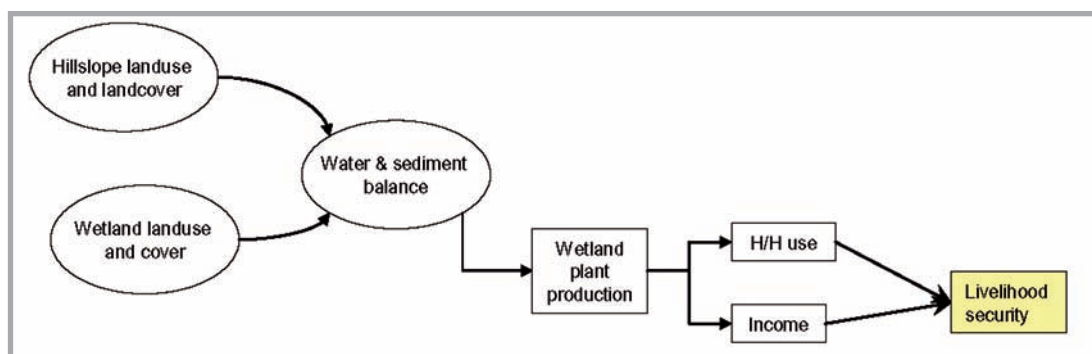 Hillslope landuse
and landcover
Water & sediment
balance
Wetland landuse
and cover
Wetland
plant
production
H/H use
Income
Livelihood
security